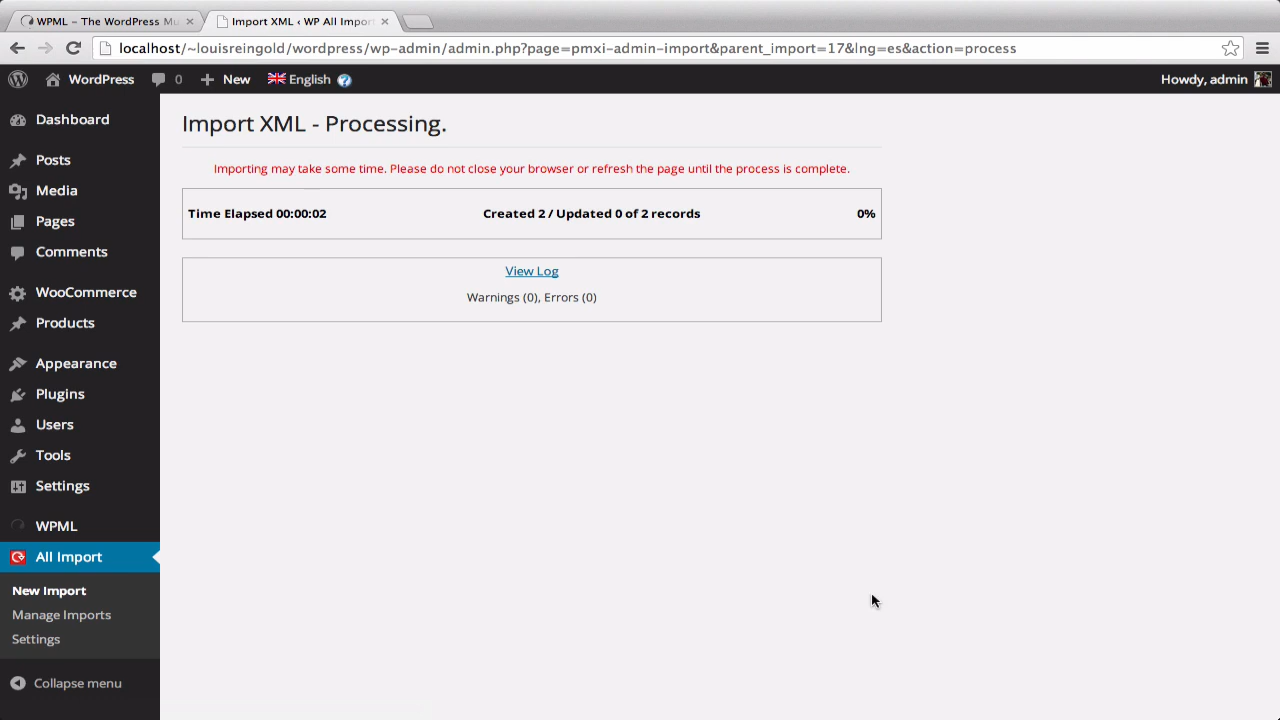 WPML – The WordPress Mu
Import XML ‹ WP All Import
localhost/~louisreingold/wordpress/wp-admin/admin.php?page=pmxi-admin-import&parent_import=17&lng=es&action=process
WordPress 0 New English ? Howdy, admin
Dashboard
Posts
Media
Pages
Comments
WooCommerce
Products
Appearance
Plugins
Users
Tools
Settings
WPML
All Import
New Import
Manage Imports
Settings
Collapse menu
Import XML - Processing.
Importing may take some time. Please do not close your browser or refresh the page until the process is complete.
Time Elapsed 00:00:02 Created 2 / Updated 0 of 2 records 0%
View Log
Warnings (0), Errors (0)